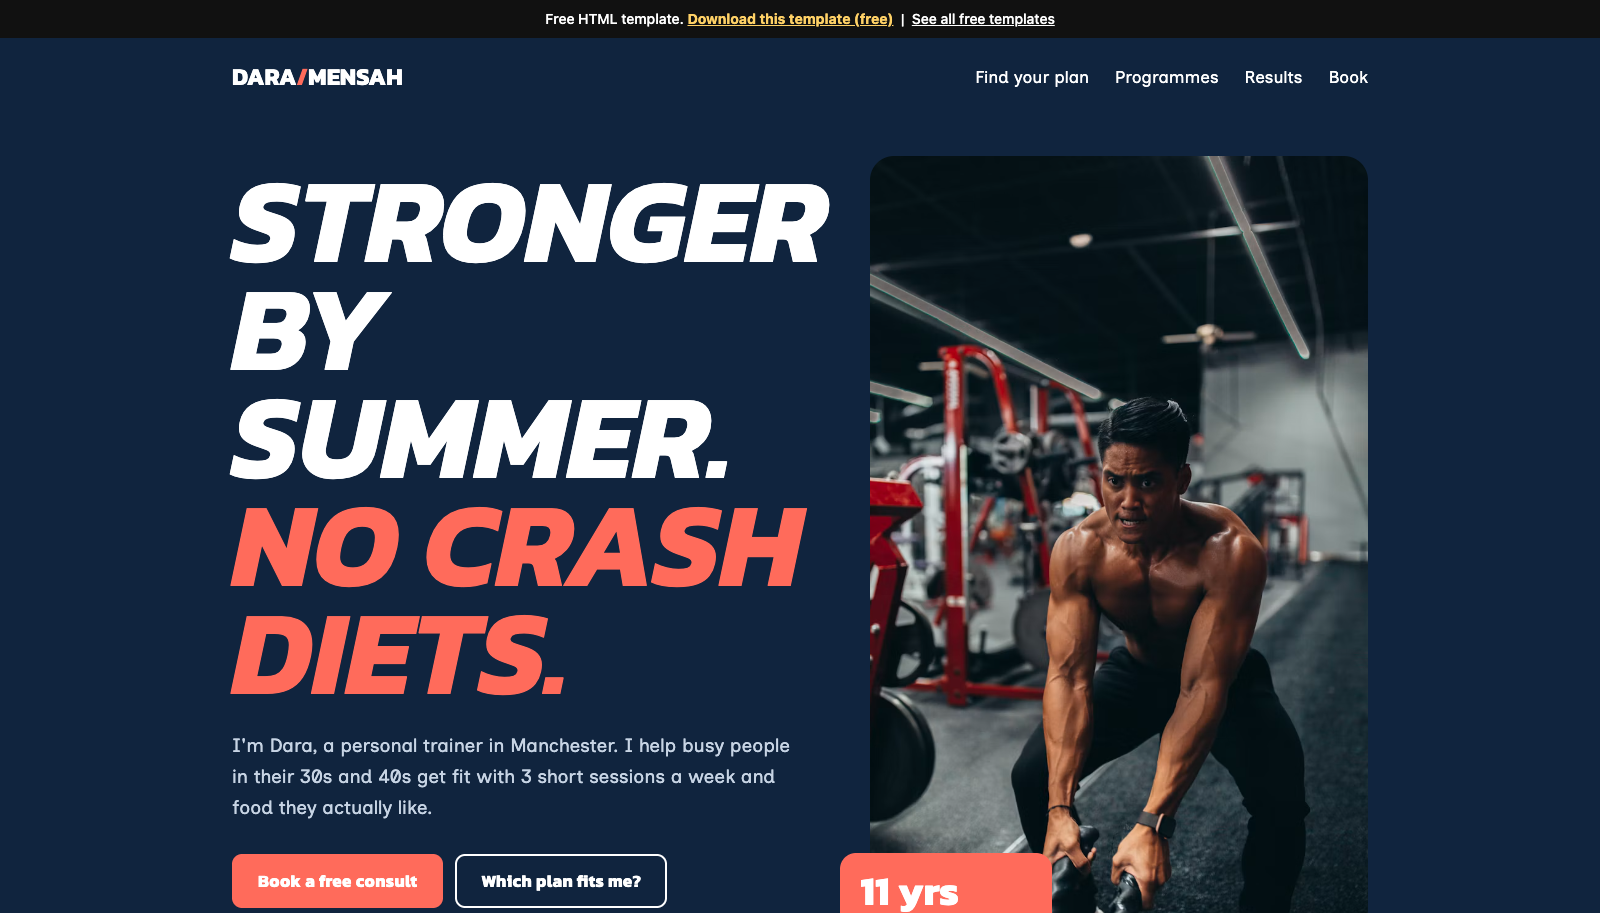 Free HTML template. Download this template (free) | See all free templates
DARA/MENSAH
Find your plan Programmes Results Book
STRONGER
BY
SUMMER.
NO CRASH
DIETS.
I'm Dara, a personal trainer in Manchester. I help busy people
in their 30s and 40s get fit with 3 short sessions a week and
food they actually like.
Book a free consult Which plan fits me?
11 yrs